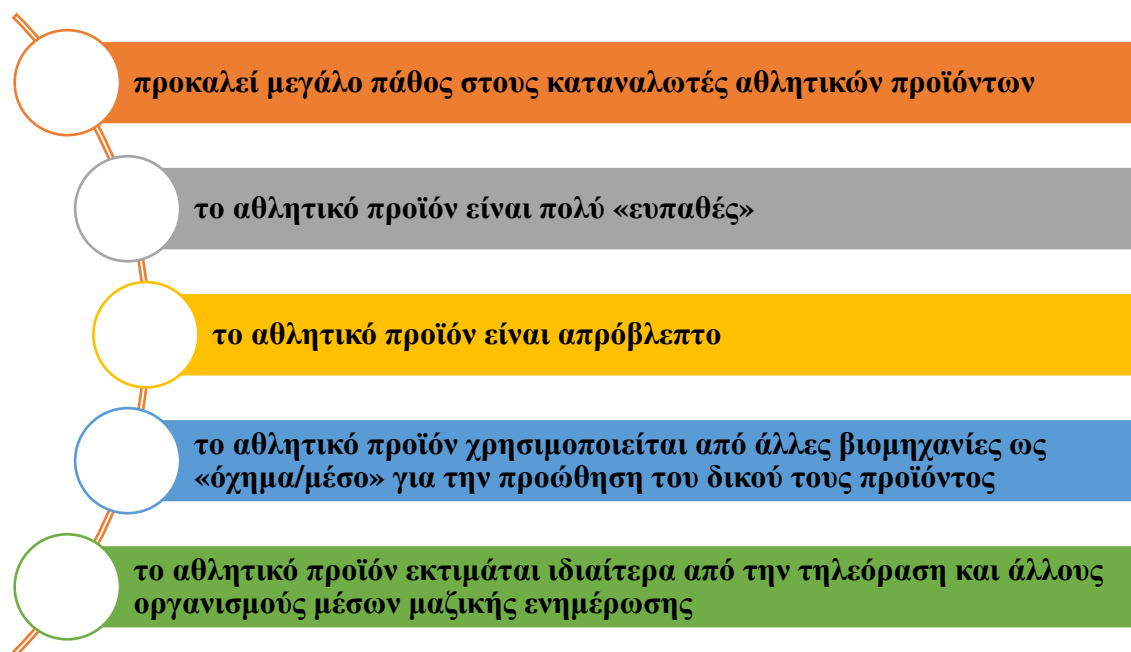 προκαλεί μεγάλο πάθος στους καταναλωτές αθλητικών προϊόντων
το αθλητικό προϊόν είναι πολύ «ευπαθές»
το αθλητικό προϊόν είναι απρόβλεπτο
το αθλητικό προϊόν χρησιμοποιείται από άλλες βιομηχανίες ως
«όχημα/μέσο» για την προώθηση του δικού τους προϊόντος
το αθλητικό προϊόν εκτιμάται ιδιαίτερα από την τηλεόραση και άλλους
οργανισμούς μέσων μαζικής ενημέρωσης